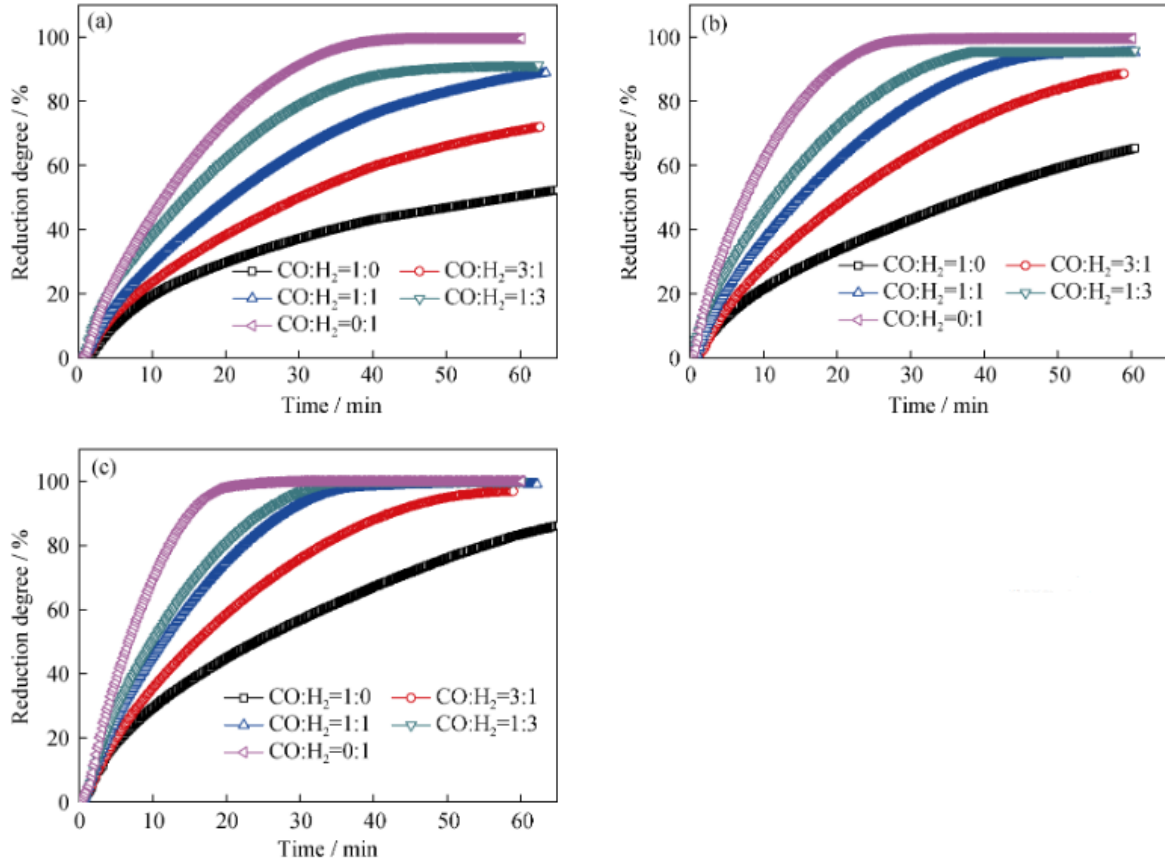 (a)
Reduction degree / %
100
80
60
40
20
0
CO:H₂=1:0 CO:H₂=3:1
CO:H₂=1:1 CO:H₂=1:3
CO:H₂=0:1
0 10 20 30 40 50 60
Time / min
(b)
Reduction degree / %
100
80
60
40
20
0
CO:H₂=1:0 CO:H₂=3:1
CO:H₂=1:1 CO:H₂=1:3
CO:H₂=0:1
0 10 20 30 40 50 60
Time / min
(c)
Reduction degree / %
100
80
60
40
20
0
CO:H₂=1:0 CO:H₂=3:1
CO:H₂=1:1 CO:H₂=1:3
CO:H₂=0:1
0 10 20 30 40 50 60
Time / min